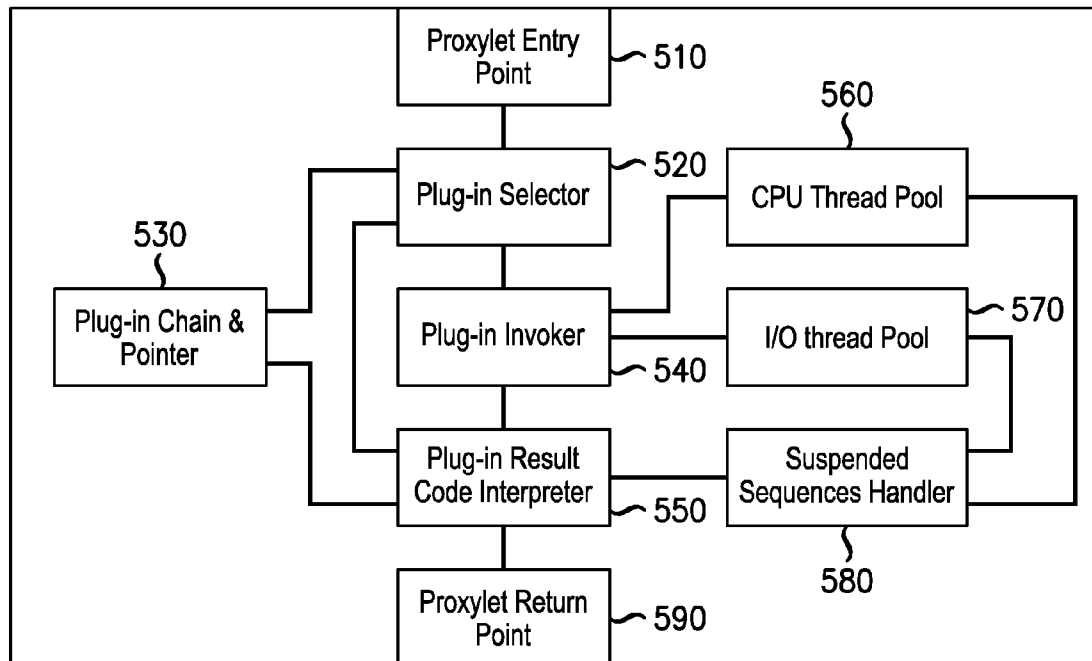 Proxylet Entry
Point
510
560
520
Plug-in Selector
CPU Thread Pool
530
Plug-in Chain &
Pointer
Plug-in Invoker
540
I/O thread Pool
570
Plug-in Result
Code Interpreter
550
Suspended
Sequences Handler
580
Proxylet Return
Point
590